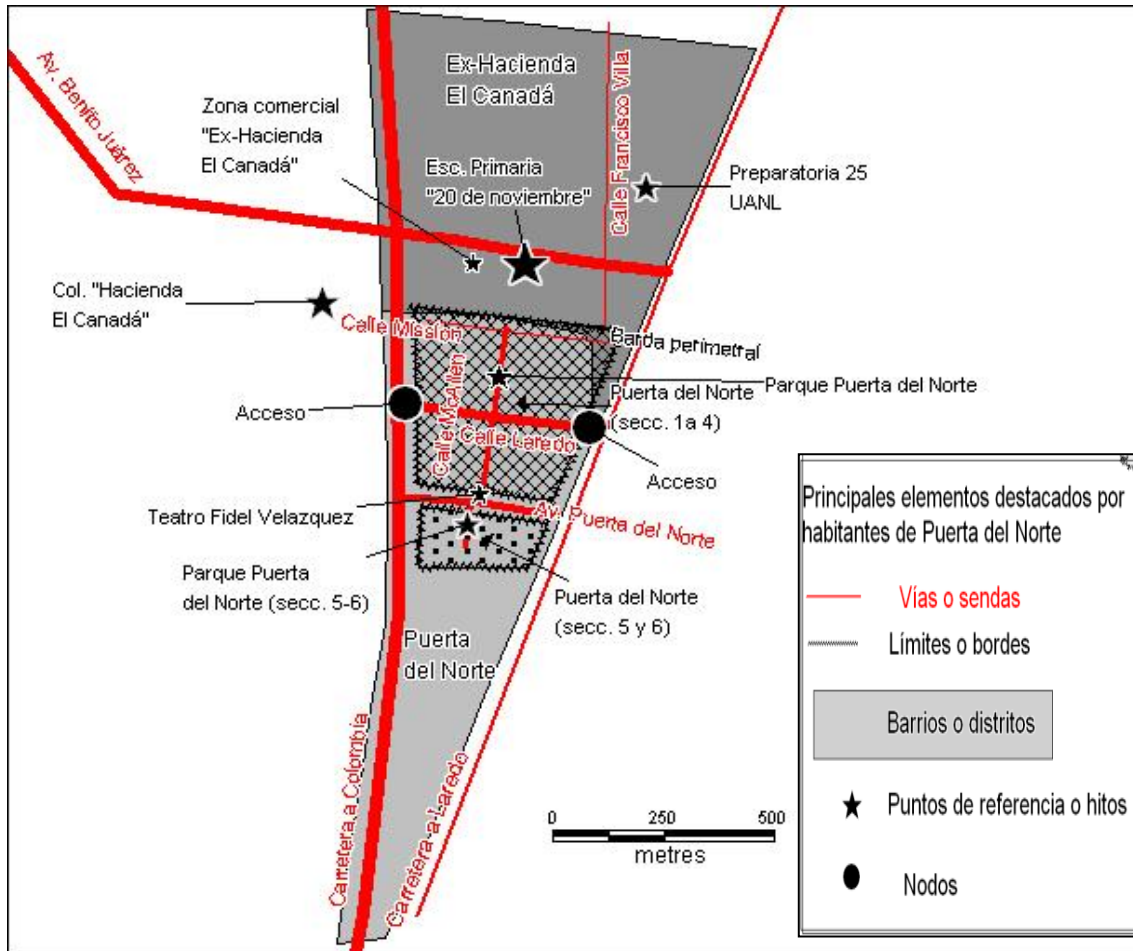 Av. Benito Juárez
Ex-Hacienda
El Canadá
Calle Francisco Villa
Zona comercial
"Ex-Hacienda
El Canadá"
Esc. Primaria
"20 de noviembre"
Preparatoria 25
UANL
Col. "Hacienda
El Canadá"
Calle Mission
Barda perimetral
Parque Puerta del Norte
Puerta del Norte
(secc. 1a 4)
Acceso
Calle McAllen
Calle Laredo
Acceso
Teatro Fidel Velazquez
Av. Puerta del Norte
Parque Puerta
del Norte (secc. 5-6)
Puerta del Norte
(secc. 5 y 6)
Puerta
del Norte
Carretera a Colombia
Carretera a Laredo
0 250 500
metres
Principales elementos destacados por
habitantes de Puerta del Norte
Vías o sendas
Límites o bordes
Barrios o distritos
Puntos de referencia o hitos
Nodos